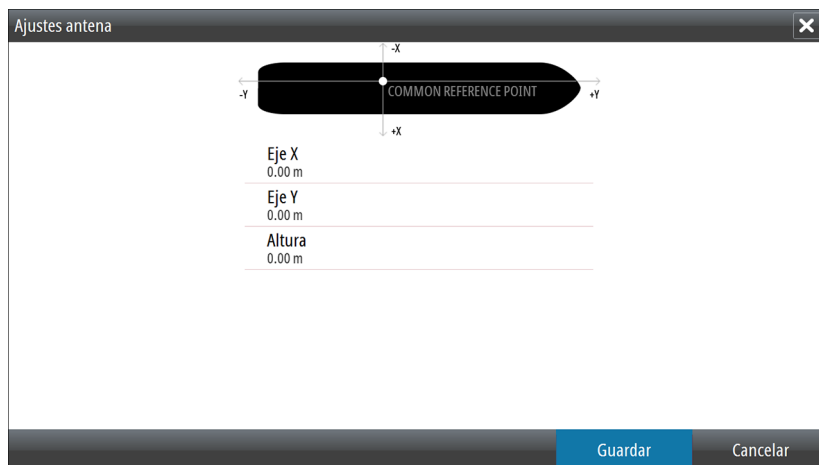 Ajustes antena
-X
-Y
COMMON REFERENCE POINT
+Y
+X
Eje X
0.00 m
Eje Y
0.00 m
Altura
0.00 m
Guardar
Cancelar